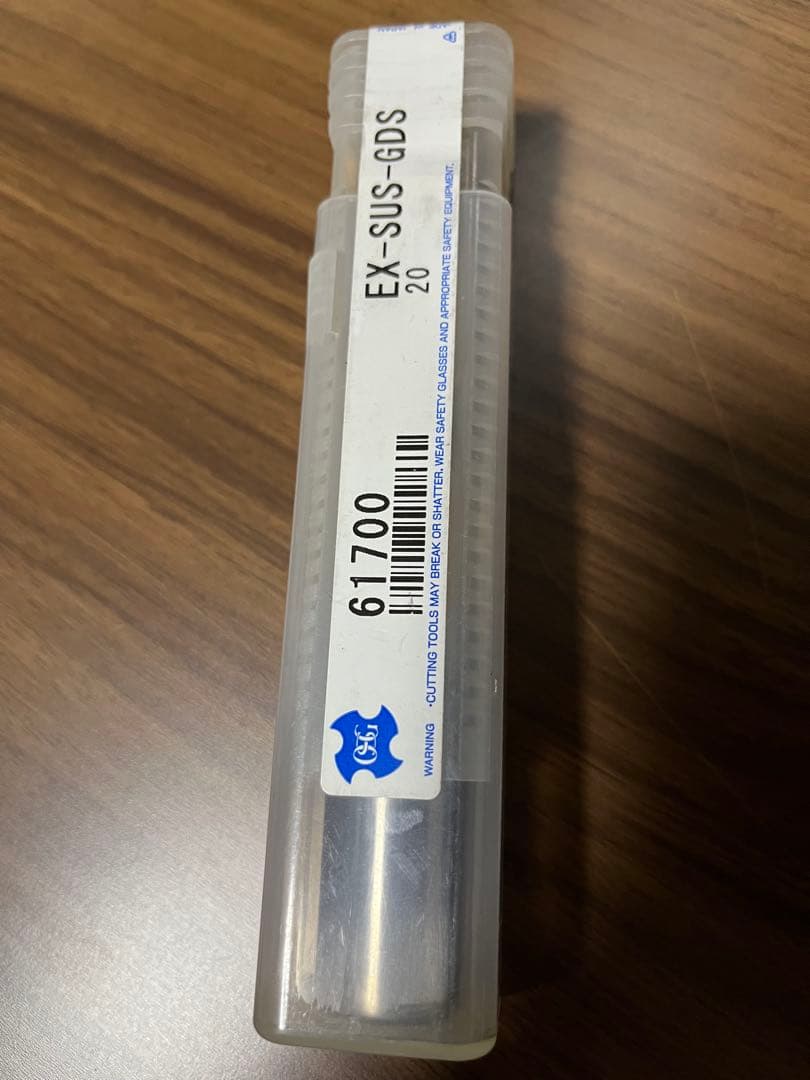 EX-SUS-GDS
20
61700
OSG
WARNING ・CUTTING TOOLS MAY BREAK OR SHATTER. WEAR SAFETY GLASSES AND APPROPRIATE SAFETY EQUIPMENT.